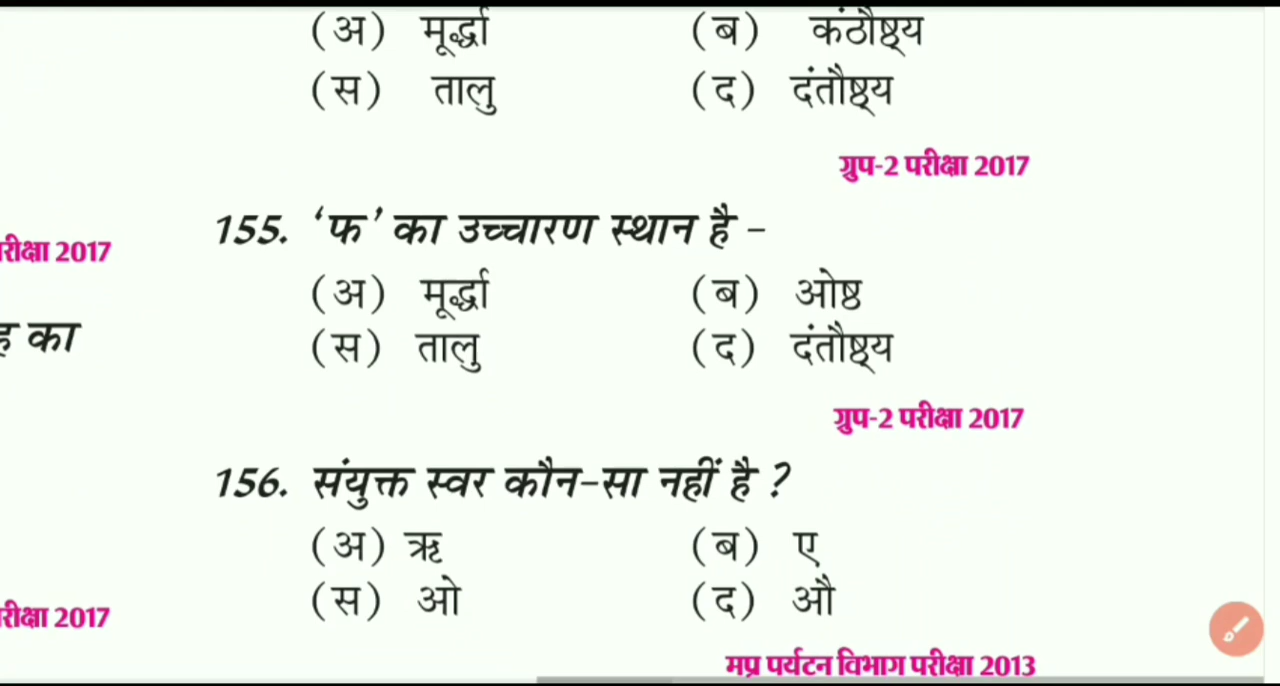 (अ) मूर्द्धा (ब) कंठौष्ठ्य
(स) तालु (द) दंतौष्ठ्य
ग्रुप-2 परीक्षा 2017
155. ‘फ’ का उच्चारण स्थान है –
(अ) मूर्द्धा (ब) ओष्ठ
(स) तालु (द) दंतौष्ठ्य
ग्रुप-2 परीक्षा 2017
156. संयुक्त स्वर कौन-सा नहीं है ?
(अ) ऋ (ब) ए
(स) ओ (द) औ
मप्र पर्यटन विभाग परीक्षा 2013
रीक्षा 2017
ह का
रीक्षा 2017